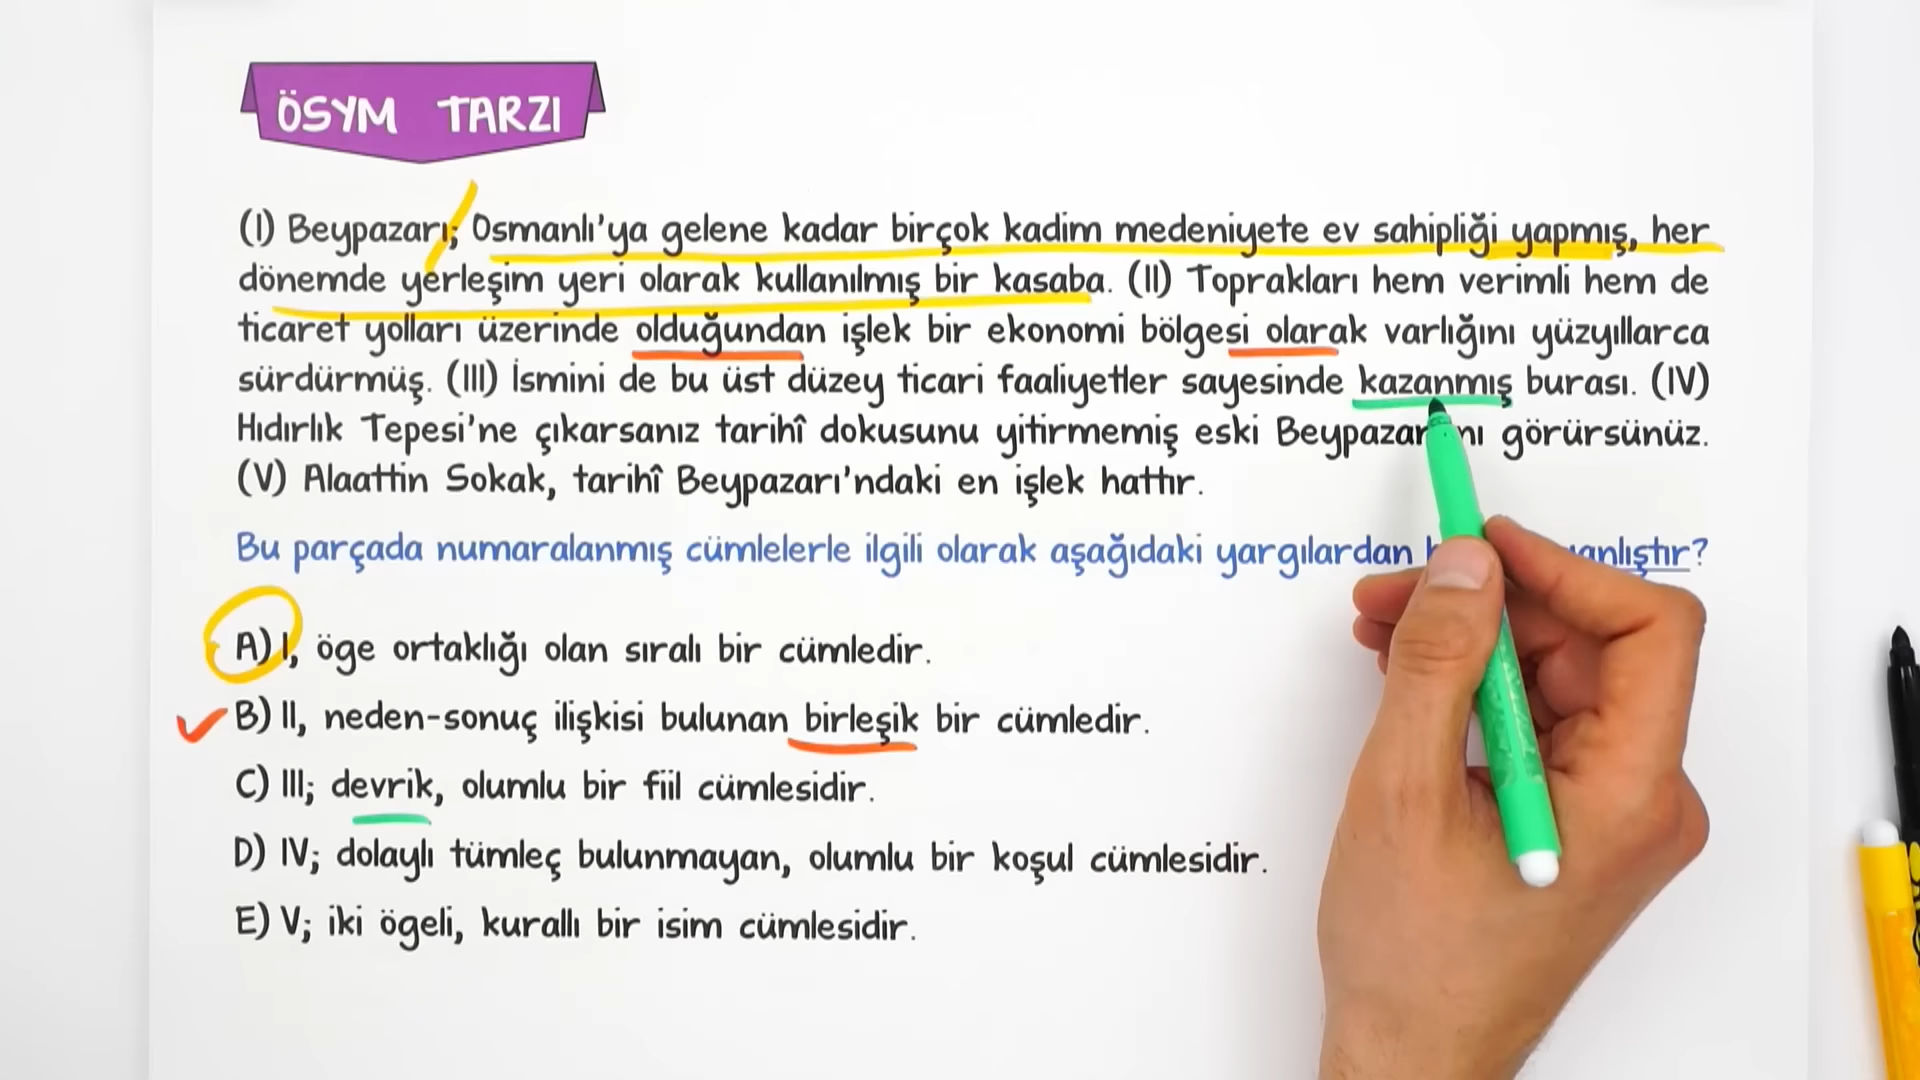 ÖSYM TARZI
(I) Beypazarı; Osmanlı'ya gelene kadar birçok kadim medeniyete ev sahipliği yapmış, her
dönemde yerleşim yeri olarak kullanılmış bir kasaba. (II) Toprakları hem verimli hem de
ticaret yolları üzerinde olduğundan işlek bir ekonomi bölgesi olarak varlığını yüzyıllarca
sürdürmüş. (III) İsmini de bu üst düzey ticari faaliyetler sayesinde kazanmış burası. (IV)
Hıdırlık Tepesi'ne çıkarsanız tarihî dokusunu yitirmemiş eski görürsünüz.
(V) Alaattin Sokak, tarihî Beypazarı'ndaki en işlek hattır.
Bu parçada numaralanmış cümlelerle ilgili olarak aşağıdaki yargılardan
A) I, öge ortaklığı olan sıralı bir cümledir.
B) II, neden-sonuç ilişkisi bulunan birleşik bir cümledir.
C) III; devrik, olumlu bir fiil cümlesidir.
D) IV; dolaylı tümleç bulunmayan, olumlu bir koşul cümlesidir.
E) V; iki ögeli, kurallı bir isim cümlesidir.